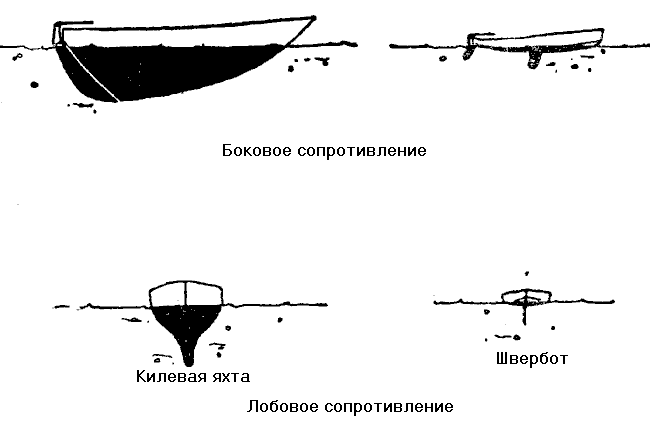 Боковое сопротивление
Килевая яхта
Швербот
Лобовое сопротивление